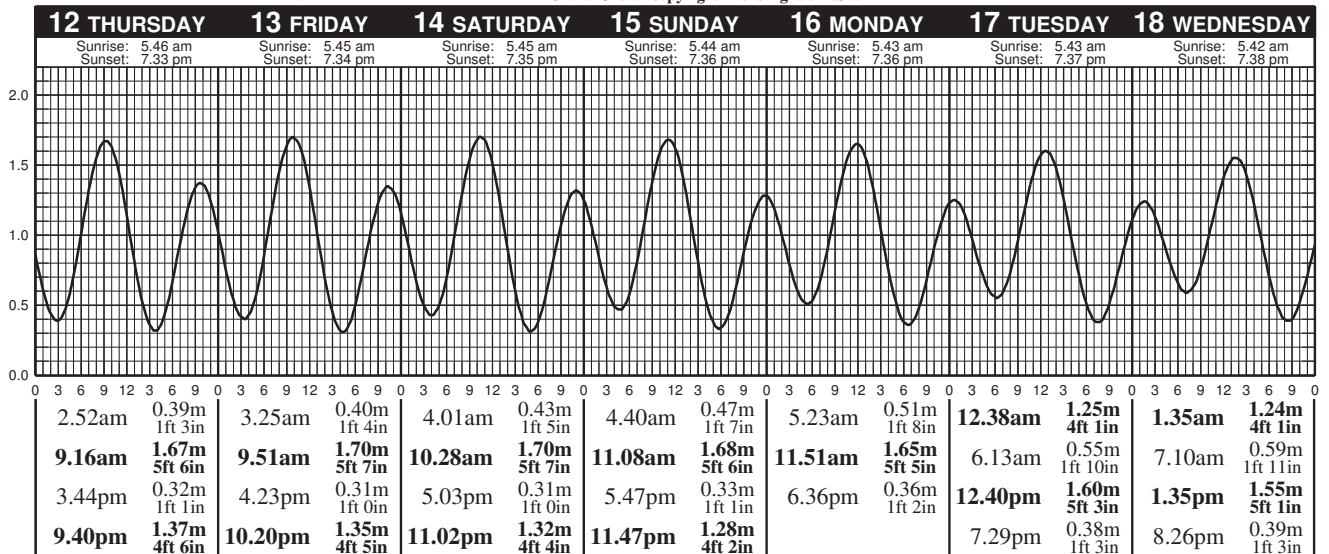 12 THURSDAY 13 FRIDAY 14 SATURDAY 15 SUNDAY 16 MONDAY 17 TUESDAY 18 WEDNESDAY
Sunrise: 5.46 am Sunrise: 5.45 am Sunrise: 5.45 am Sunrise: 5.44 am Sunrise: 5.43 am Sunrise: 5.43 am Sunrise: 5.42 am
Sunset: 7.33 pm Sunset: 7.34 pm Sunset: 7.35 pm Sunset: 7.36 pm Sunset: 7.36 pm Sunset: 7.37 pm Sunset: 7.38 pm
2.0
1.5
1.0
0.5
0.0
0 3 6 9 12 3 6 9 0 3 6 9 12 3 6 9 0 3 6 9 12 3 6 9 0 3 6 9 12 3 6 9 0 3 6 9 12 3 6 9 0 3 6 9 12 3 6 9 0 3 6 9 12 3 6 9 0
2.52am 0.39m 3.25am 0.40m 4.01am 0.43m 4.40am 0.47m 5.23am 0.51m 12.38am 1.25m 1.35am 1.24m
1ft 3in 1ft 4in 1ft 5in 1ft 7in 1ft 8in 4ft 1in 4ft 1in
9.16am 1.67m 9.51am 1.70m 10.28am 1.70m 11.08am 1.68m 11.51am 1.65m 6.13am 0.55m 7.10am 0.59m
5ft 6in 5ft 7in 5ft 7in 5ft 6in 5ft 5in 1ft 10in 1ft 11in
3.44pm 0.32m 4.23pm 0.31m 5.03pm 0.31m 5.47pm 0.33m 6.36pm 0.36m 12.40pm 1.60m 1.35pm 1.55m
1ft 1in 1ft 0in 1ft 0in 1ft 1in 1ft 2in 5ft 3in 5ft 1in
9.40pm 1.37m 10.20pm 1.35m 11.02pm 1.32m 11.47pm 1.28m 7.29pm 0.38m 8.26pm 0.39m
4ft 6in 4ft 5in 4ft 4in 4ft 2in 1ft 3in 1ft 3in